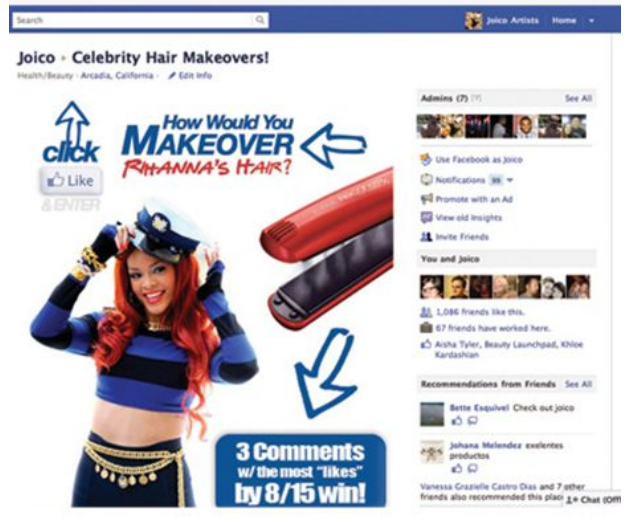 Search
Joico Artists Home
Joico ▸ Celebrity Hair Makeovers!
Health/Beauty · Arcadia, California · Edit Info
click
Like
& ENTER
How Would You
MAKEOVER
RIHANNA'S HAIR?
3 Comments
w/the most "likes"
by 8/15 win!
Admins (7) [?] See All
Use Facebook as Joico
Notifications 99
Promote with an Ad
View old Insights
Invite Friends
You and Joico
1,086 friends like this.
67 friends have worked here.
Aisha Tyler, Beauty Launchpad, Khloe
Kardashian
Recommendations from Friends See All
Bette Esquivel Check out joico
Johana Melendez exelentes
productos
Vanessa Grazielle Castro Dias and 7 other
friends also recommended this place
Chat (Offl